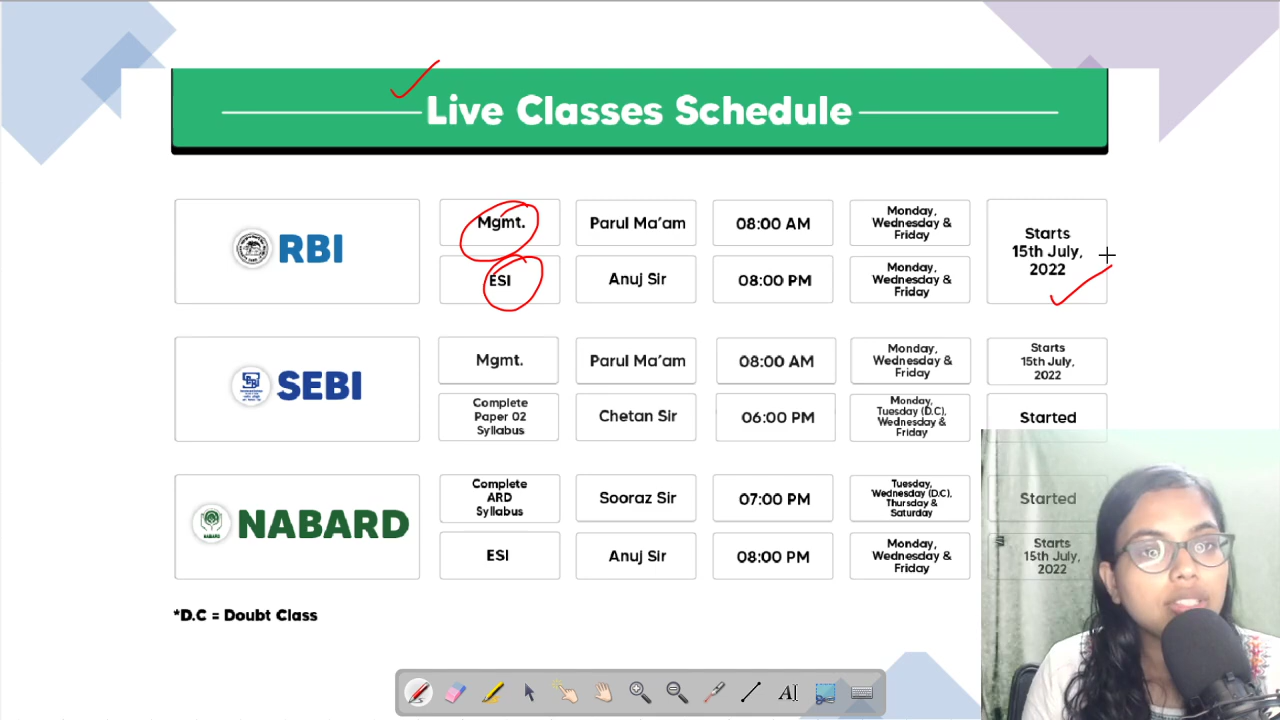 Live Classes Schedule
RBI
Mgmt.
Parul Ma'am
08:00 AM
Monday,
Wednesday &
Friday
Starts
15th July,
2022
ESI
Anuj Sir
08:00 PM
Monday,
Wednesday &
Friday
SEBI
Mgmt.
Parul Ma'am
08:00 AM
Monday,
Wednesday &
Friday
Starts
15th July,
2022
Complete
Paper 02
Syllabus
Chetan Sir
06:00 PM
Monday,
Tuesday (D.C),
Wednesday &
Friday
Started
NABARD
Complete
ARD
Syllabus
Sooraz Sir
07:00 PM
Tuesday,
Wednesday (D.C),
Thursday &
Saturday
Started
ESI
Anuj Sir
08:00 PM
Monday,
Wednesday &
Friday
Starts
15th July,
2022
*D.C = Doubt Class
AI